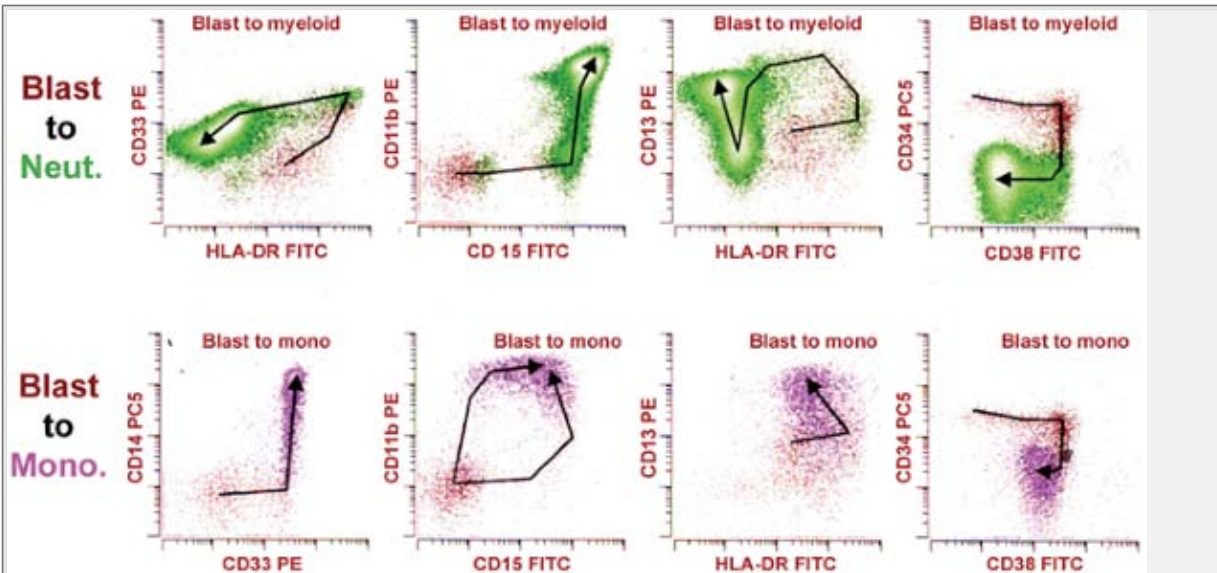 Blast to myeloid
Blast to myeloid
Blast to myeloid
Blast to myeloid
Blast
to
Neut.
CD33 PE
CD11b PE
CD13 PE
CD34 PC5
HLA-DR FITC
CD 15 FITC
HLA-DR FITC
CD38 FITC
Blast to mono
Blast to mono
Blast to mono
Blast to mono
Blast
to
Mono.
CD14 PC5
CD11b PE
CD13 PE
CD34 PC5
CD33 PE
CD15 FITC
HLA-DR FITC
CD38 FITC